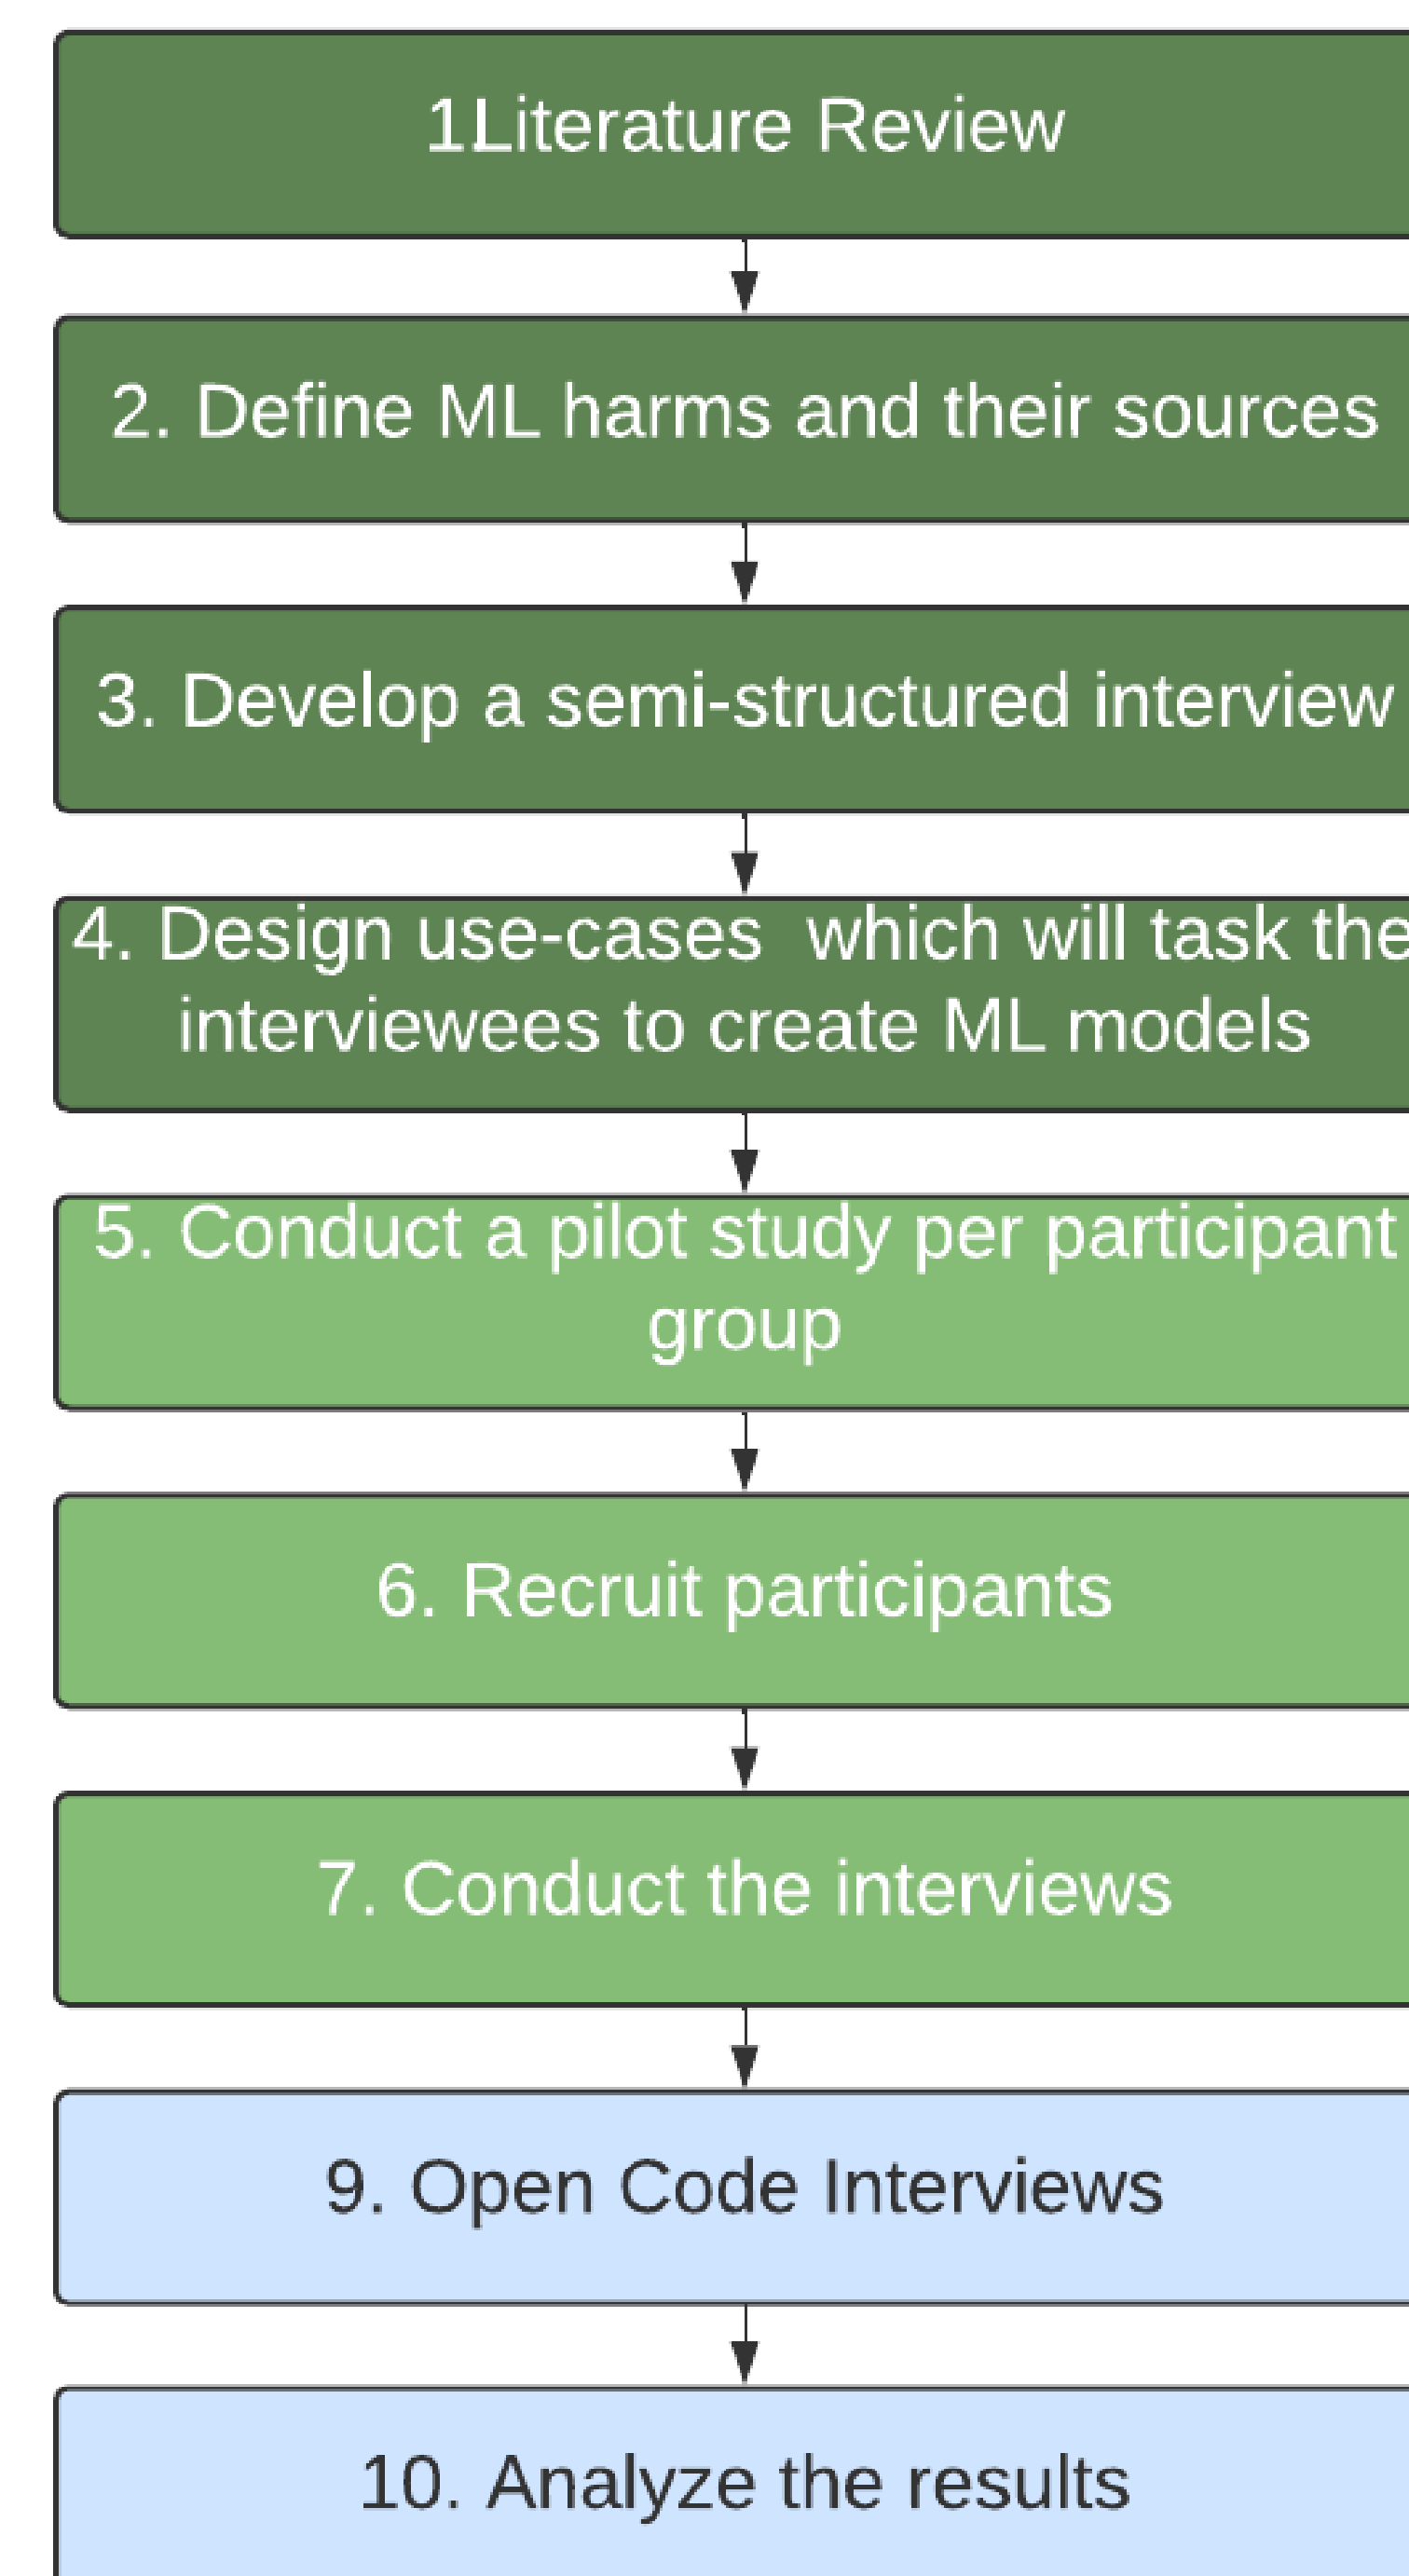 1.Literature Review
2. Define ML harms and their sources
3. Develop a semi-structured interview
4. Design use-cases  which will task the
interviewees to create ML models
5. Conduct a pilot study per participant
group
6. Recruit participants
7. Conduct the interviews
9. Open Code Interviews
10. Analyze the results